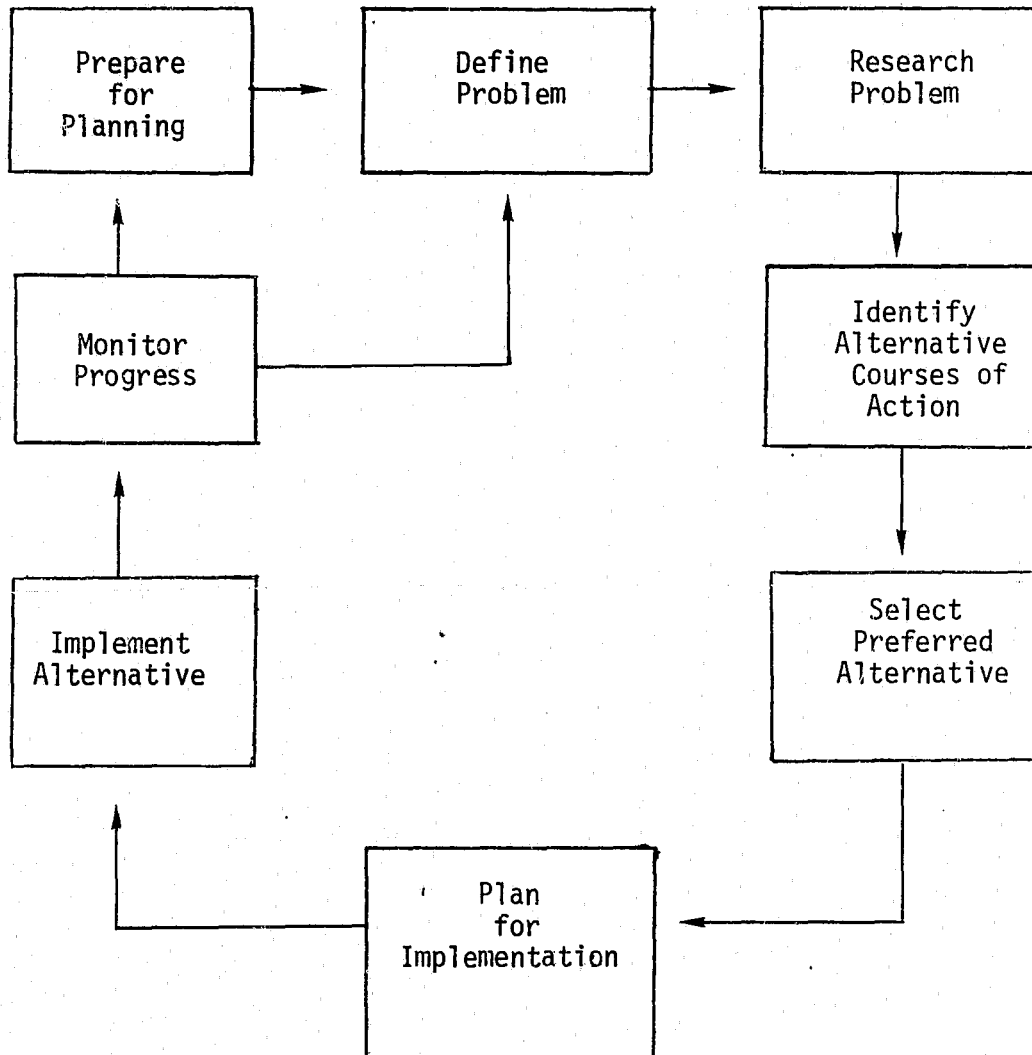 Prepare
for
Planning
Define
Problem
Research
Problem
Identify
Alternative
Courses of
Action
Select
Preferred
Alternative
Plan
for
Implementation
Implement
Alternative
Monitor
Progress